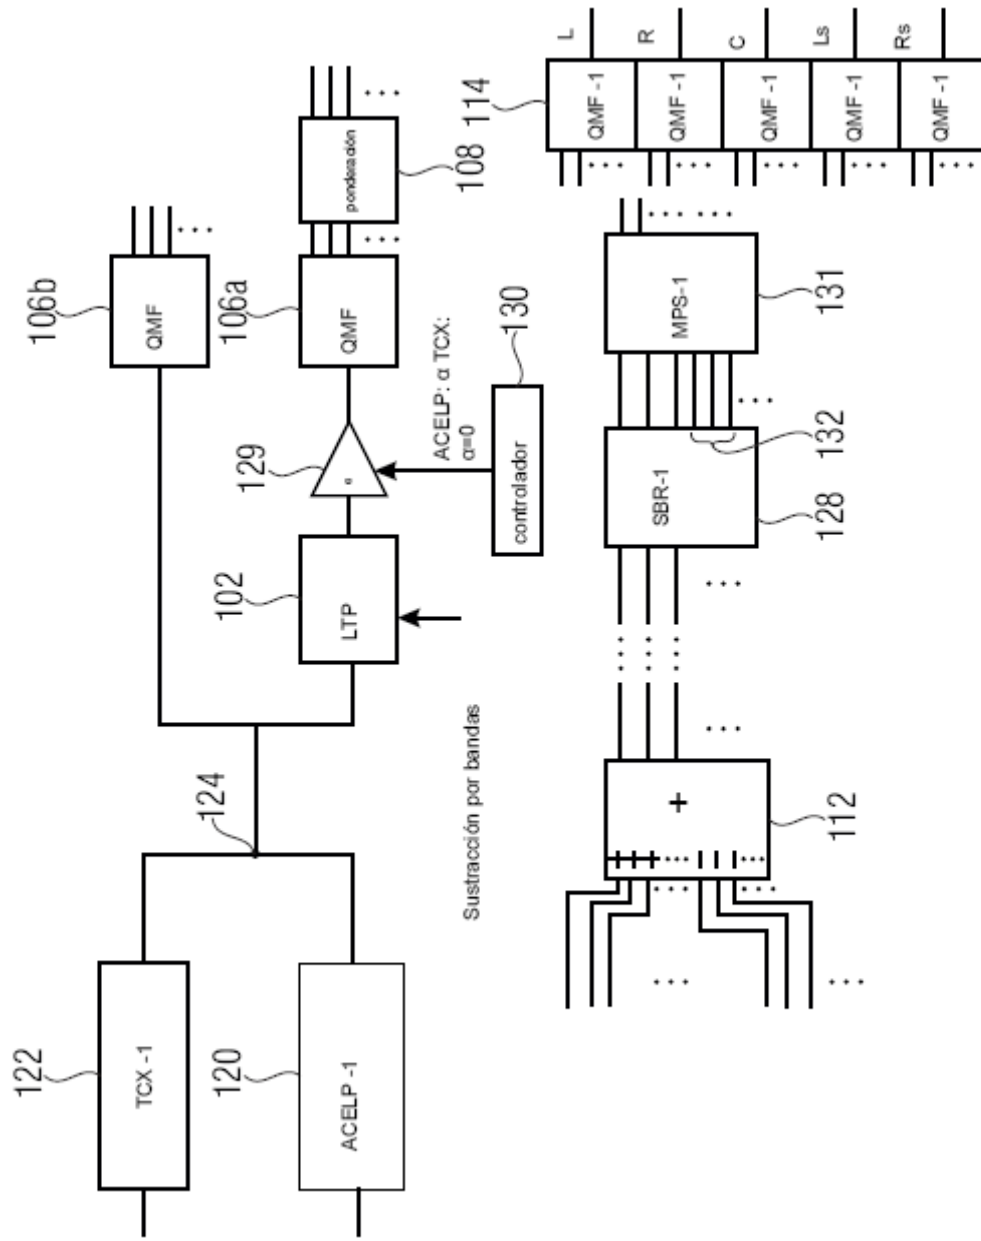 122
TCX -1
106b
QMF
124
120
ACELP -1
102
LTP
129
106a
QMF
108
ponderación
ACELP: α TCX:
α=0
130
controlador
Sustracción por bandas
114
QMF -1
L
QMF -1
R
QMF -1
C
QMF -1
Ls
QMF -1
Rs
+
112
SBR-1
128
132
MPS-1
131